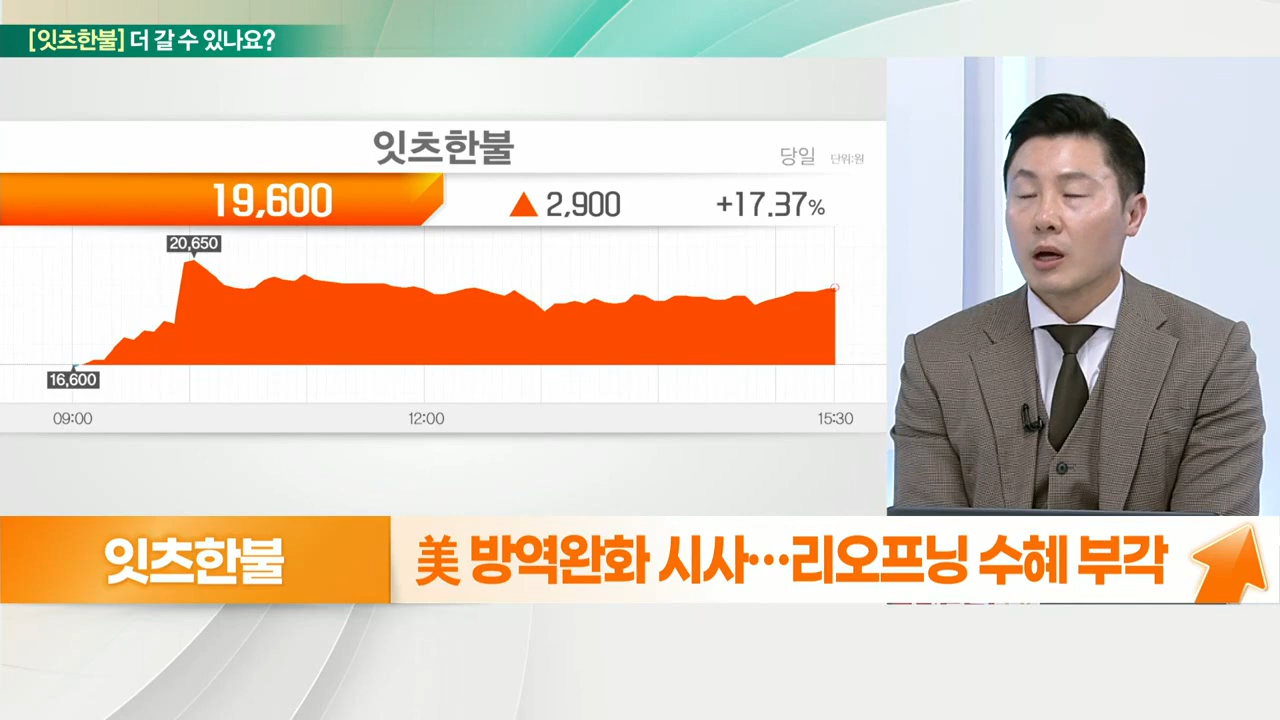 [잇츠한불] 더 갈 수 있나요?
잇츠한불
당일 단위:원
19,600 ▲ 2,900 +17.37%
20,650
16,600
09:00 12:00 15:30
잇츠한불 美 방역완화 시사…리오프닝 수혜 부각